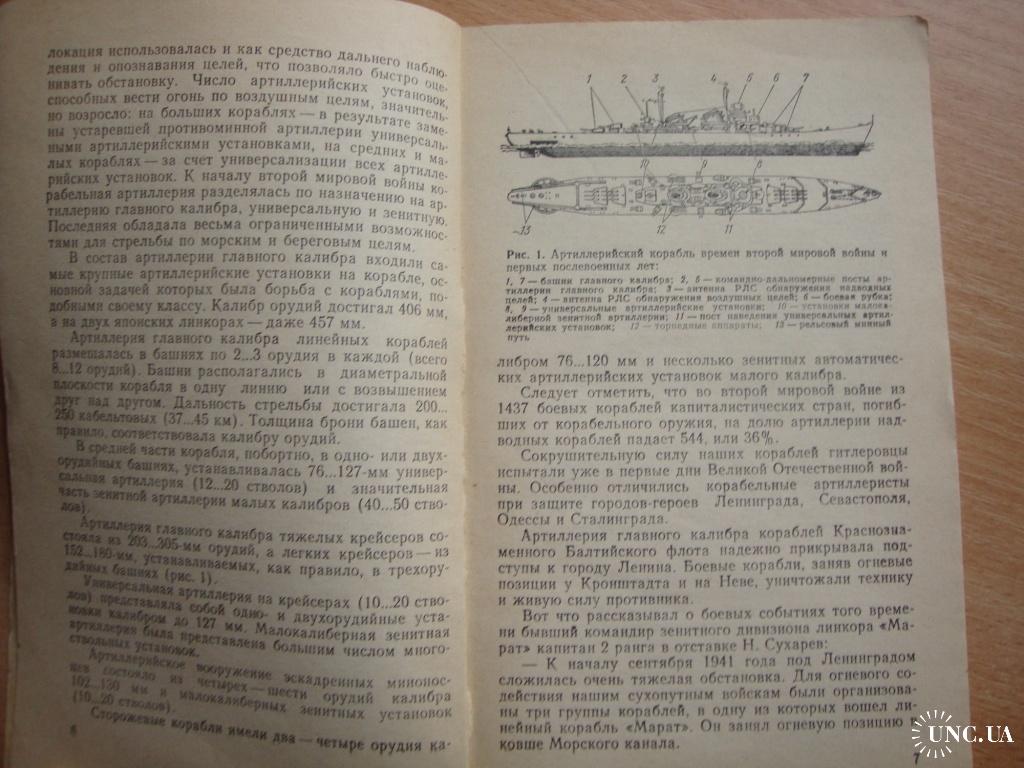 локация использовалась и как средство дальнего наблю-
дения и опознавания целей, что позволяло быстро оце-
нивать обстановку. Число артиллерийских установок,
способных вести огонь по воздушным целям, значитель-
но возросло: на больших кораблях — в результате заме-
ны устаревшей противоминной артиллерии универсаль-
ными артиллерийскими установками, на средних и ма-
лых кораблях — за счет универсализации всех артилле-
рийских установок. К началу второй мировой войны ко-
рабельная артиллерия разделялась по назначению на ар-
тиллерию главного калибра, универсальную и зенитную.
Последняя обладала весьма ограниченными возможнос-
тями для стрельбы по морским и береговым целям.
В состав артиллерии главного калибра входили са-
мые крупные артиллерийские установки на корабле, ос-
новной задачей которых была борьба с кораблями, по-
добными своему классу. Калибр орудий достигал 406 мм,
а на двух японских линкорах — даже 457 мм.
Артиллерия главного калибра линейных кораблей
размещалась в башнях по 2...3 орудия в каждой (всего
8...12 орудий). Башни располагались в диаметральной
плоскости корабля в одну линию или с возвышением
друг над другом. Дальность стрельбы достигала 200...
250 кабельтовых (37...45 км). Толщина брони башен, как
правило, соответствовала калибру орудий.
В средней части корабля, побортно, в одно- или двух-
орудийных башнях, устанавливалась 76...127-мм универ-
сальная артиллерия (12...20 стволов) и значительная
часть зенитной артиллерии малых калибров (40...50 ство-
лов).
Артиллерия главного калибра тяжелых крейсеров со-
стояла из 203...305-мм орудий, а легких крейсеров — из
152...180-мм, устанавливаемых, как правило, в трехору-
дийных башнях (рис. 1).
Универсальная артиллерия на крейсерах (10...20 ство-
лов) представляла собой одно- и двухорудийные уста-
новки калибром до 127 мм. Малокалиберная зенитная
артиллерия была представлена большим числом много-
ствольных установок.
Артиллерийское вооружение эскадренных миноно-
цев состояло из четырех — шести орудий калибра
102...130 мм и малокалиберных зенитных установок
(10...20 стволов).
Сторожевые корабли имели два — четыре орудия ка-
6
1 2 3 4 5 6 7
10 9 8
13 12 11
Рис. 1. Артиллерийский корабль времен второй мировой войны и
первых послевоенных лет:
1, 7 — башни главного калибра; 2, 5 — командно-дальномерные посты ар-
тиллерии главного калибра; 3 — антенна РЛС обнаружения надводных
целей; 4 — антенна РЛС обнаружения воздушных целей; 6 — боевая рубка;
8, 9 — универсальные артиллерийские установки; 10 — установки малока-
либерной зенитной артиллерии; 11 — пост наведения универсальных артил-
лерийских установок; 12 — торпедные аппараты; 13 — рельсовый минный
путь
либром 76...120 мм и несколько зенитных автоматичес-
ких артиллерийских установок малого калибра.
Следует отметить, что во второй мировой войне из
1437 боевых кораблей капиталистических стран, погиб-
ших от корабельного оружия, на долю артиллерии над-
водных кораблей падает 544, или 36%.
Сокрушительную силу наших кораблей гитлеровцы
испытали уже в первые дни Великой Отечественной вой-
ны. Особенно отличились корабельные артиллеристы
при защите городов-героев Ленинграда, Севастополя,
Одессы и Сталинграда.
Артиллерия главного калибра кораблей Краснозна-
менного Балтийского флота надежно прикрывала под-
ступы к городу Ленина. Боевые корабли, заняв огневые
позиции у Кронштадта и на Неве, уничтожали технику
и живую силу противника.
Вот что рассказывал о боевых событиях того време-
ни бывший командир зенитного дивизиона линкора «Ма-
рат» капитан 2 ранга в отставке Н. Сухарев:
— К началу сентября 1941 года под Ленинградом
сложилась очень тяжелая обстановка. Для огневого со-
действия нашим сухопутным войскам были организова-
ны три группы кораблей, в одну из которых вошел ли-
нейный корабль «Марат». Он занял огневую позицию в
ковше Морского канала.
7
UNC.UA